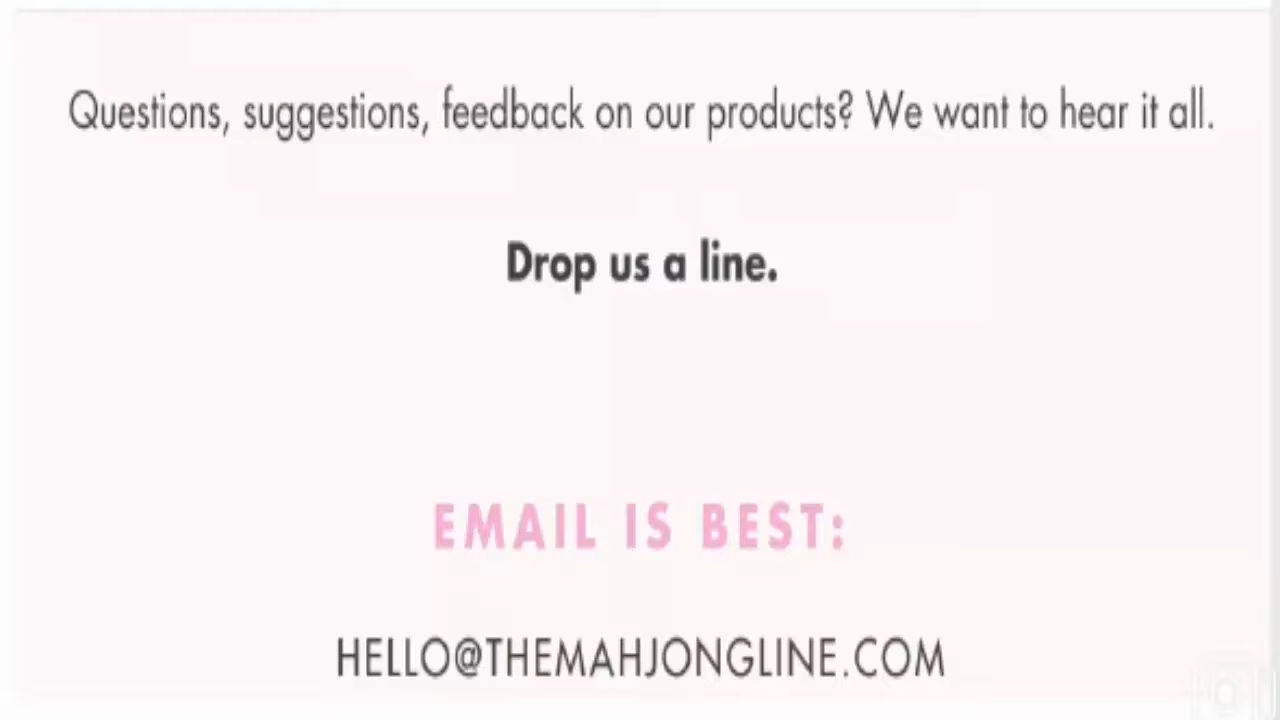 Questions, suggestions, feedback on our products? We want to hear it all.
Drop us a line.
EMAIL IS BEST:
HELLO@THEMAHJONGLINE.COM